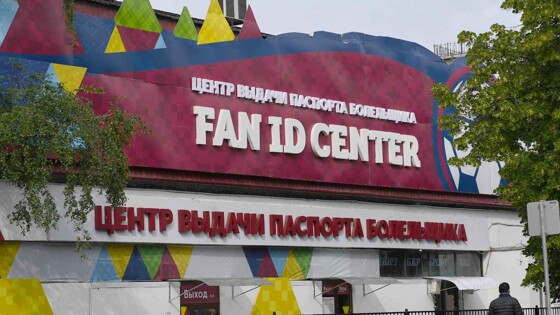 ЦЕНТР ВЫДАЧИ ПАСПОРТА БОЛЕЛЬЩИКА
FAN ID CENTER
ЦЕНТР ВЫДАЧИ ПАСПОРТА БОЛЕЛЬЩИКА
Выход